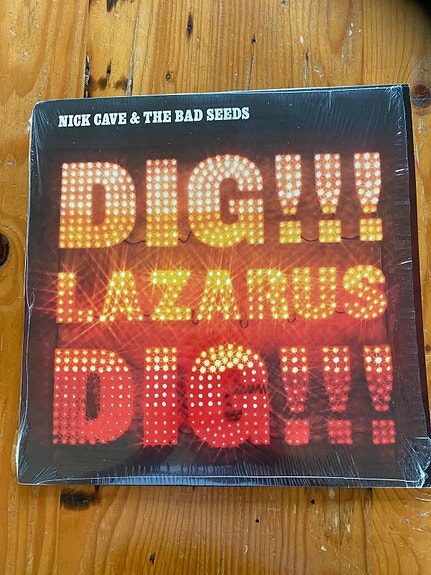 NICK CAVE & THE BAD SEEDS
DIG!!!
LAZARUS
DIG!!!